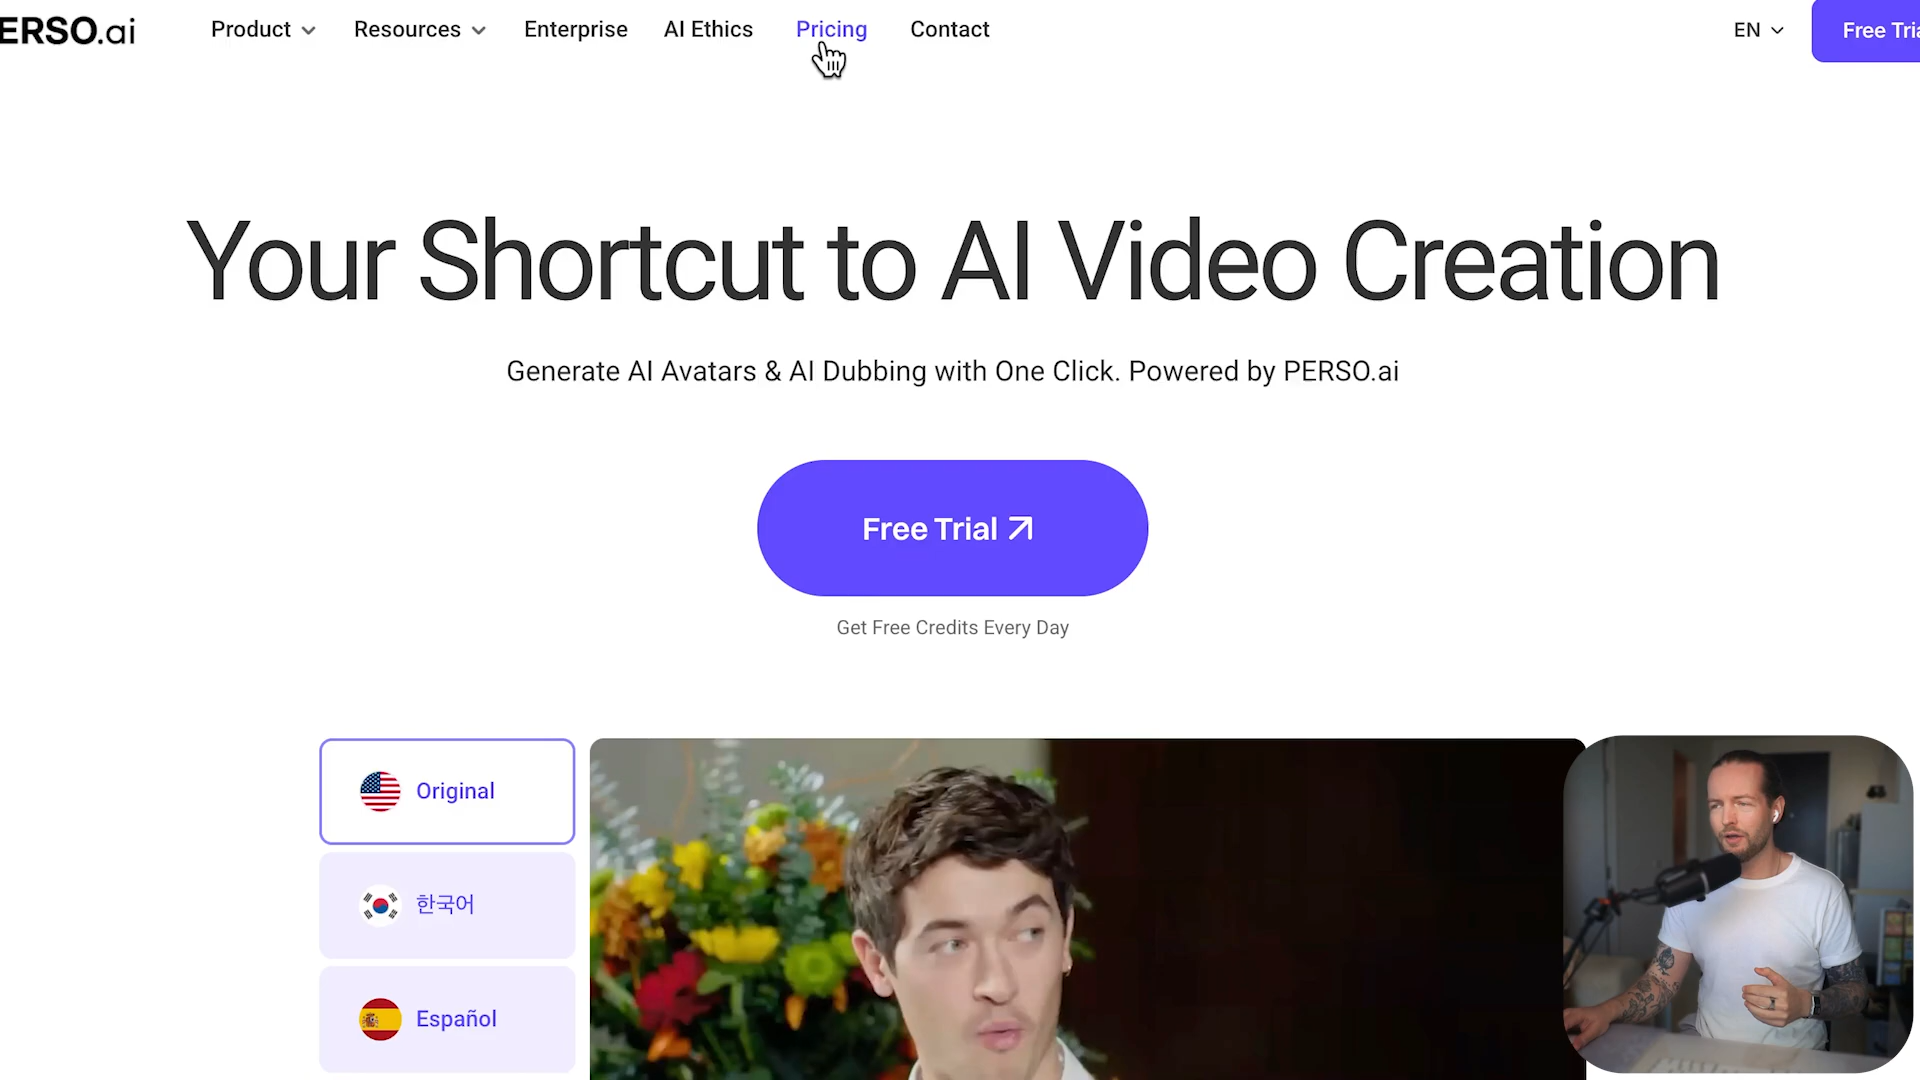 ERSO.ai
Product
Resources
Enterprise
AI Ethics
Pricing
Contact
EN
Free Tria
Your Shortcut to AI Video Creation
Generate AI Avatars & AI Dubbing with One Click. Powered by PERSO.ai
Free Trial
Get Free Credits Every Day
Original
한국어
Español